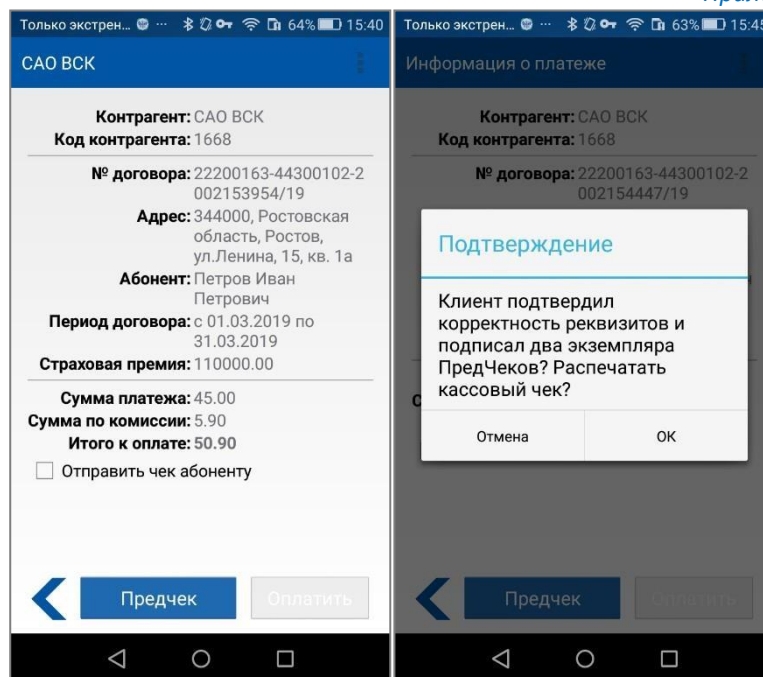 Только экстрен... 64% 15:40
САО ВСК
Контрагент: САО ВСК
Код контрагента: 1668
№ договора: 22200163-44300102-2
002153954/19
Адрес: 344000, Ростовская
область, Ростов,
ул.Ленина, 15, кв. 1а
Абонент: Петров Иван
Петрович
Период договора: с 01.03.2019 по
31.03.2019
Страховая премия: 110000.00
Сумма платежа: 45.00
Сумма по комиссии: 5.90
Итого к оплате: 50.90
Отправить чек абоненту
Предчек
Оплатить
Только экстрен... 63% 15:45
Информация о платеже
Контрагент: САО ВСК
Код контрагента: 1668
№ договора: 22200163-44300102-2
002154447/19
Подтверждение
Клиент подтвердил
корректность реквизитов и
подписал два экземпляра
ПредЧеков? Распечатать
кассовый чек?
Отмена
ОК
Предчек
Оплатить